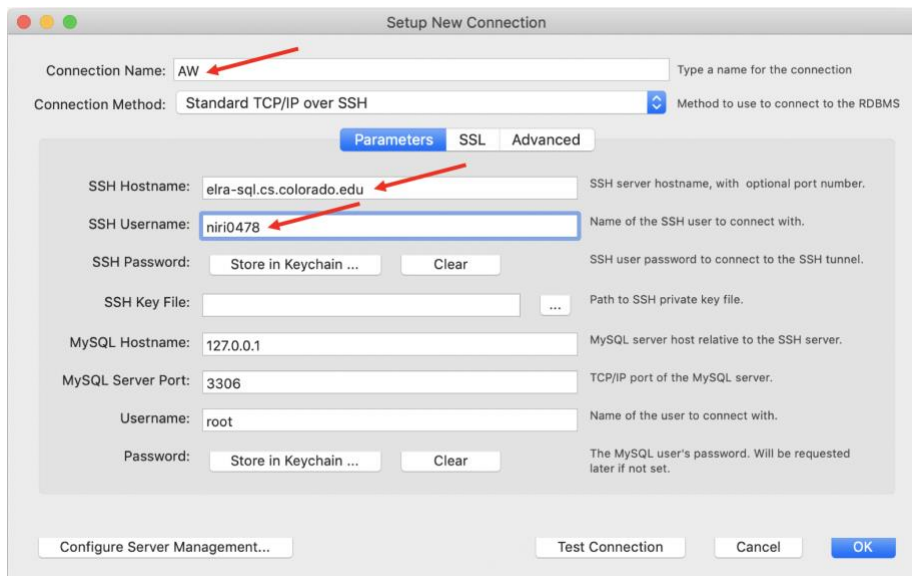 Setup New Connection
Connection Name: AW Type a name for the connection
Connection Method: Standard TCP/IP over SSH Method to use to connect to the RDBMS
Parameters SSL Advanced
SSH Hostname: elra-sql.cs.colorado.edu SSH server hostname, with optional port number.
SSH Username: niri0478 Name of the SSH user to connect with.
SSH Password: Store in Keychain ... Clear SSH user password to connect to the SSH tunnel.
SSH Key File: ... Path to SSH private key file.
MySQL Hostname: 127.0.0.1 MySQL server host relative to the SSH server.
MySQL Server Port: 3306 TCP/IP port of the MySQL server.
Username: root Name of the user to connect with.
Password: Store in Keychain ... Clear The MySQL user's password. Will be requested
later if not set.
Configure Server Management... Test Connection Cancel OK